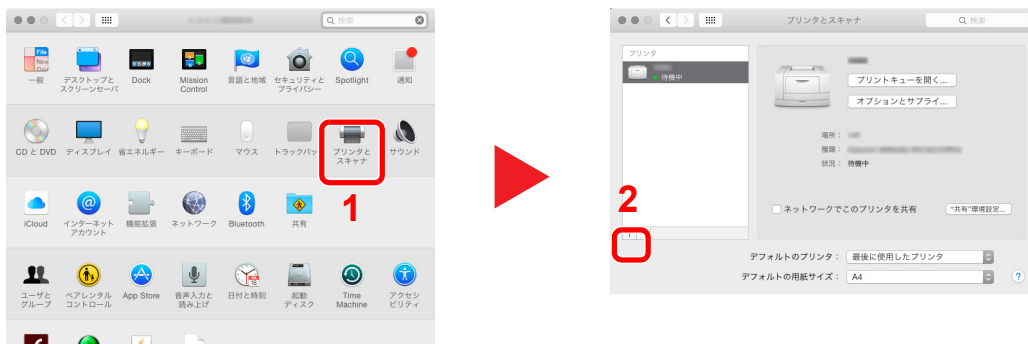 検索
File
New
Ope
一般
デスクトップと
スクリーンセーバ
Dock
Mission
Control
言語と地域
セキュリティと
プライバシー
Spotlight
通知
CD と DVD
ディスプレイ
省エネルギー
キーボード
マウス
トラックパッ
プリンタと
スキャナ
サウンド
1
iCloud
インターネット
アカウント
機能拡張
ネットワーク
Bluetooth
共有
ユーザと
グループ
ペアレンタル
コントロール
App Store
音声入力と
読み上げ
日付と時刻
起動
ディスク
Time
Machine
アクセシ
ビリティ
プリンタとスキャナ
検索
プリンタ
待機中
プリントキューを開く...
オプションとサプライ...
場所：
種類：
状況： 待機中
2
ネットワークでこのプリンタを共有
"共有"環境設定...
デフォルトのプリンタ： 最後に使用したプリンタ
デフォルトの用紙サイズ： A4
?